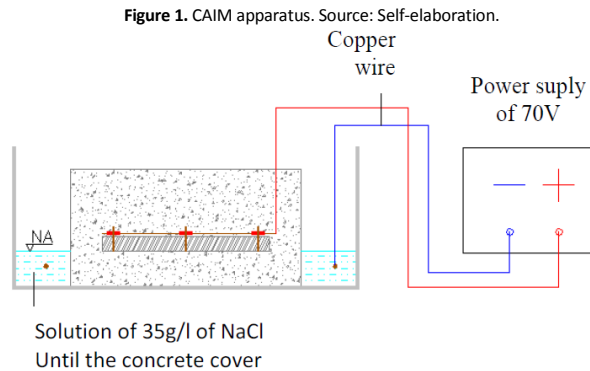 Figure 1. CAIM apparatus. Source: Self-elaboration.
Copper
wire
Power suply
of 70V
NA
Solution of 35g/l of NaCl
Until the concrete cover